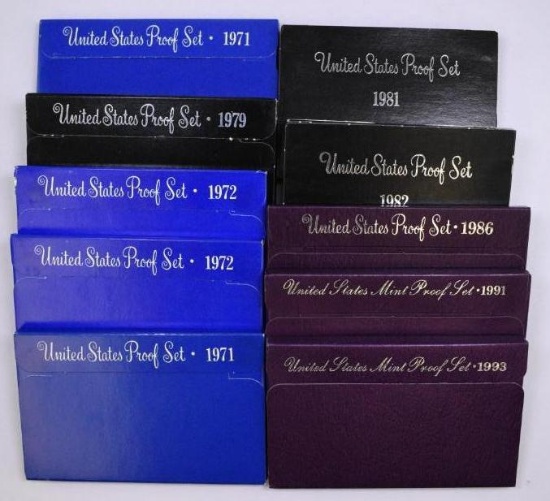 United States Proof Set · 1971
United States Proof Set · 1979
United States Proof Set · 1972
United States Proof Set · 1972
United States Proof Set · 1971
United States Proof Set
1981
United States Proof Set
1982
United States Proof Set · 1986
United States Mint Proof Set · 1991
United States Mint Proof Set · 1993